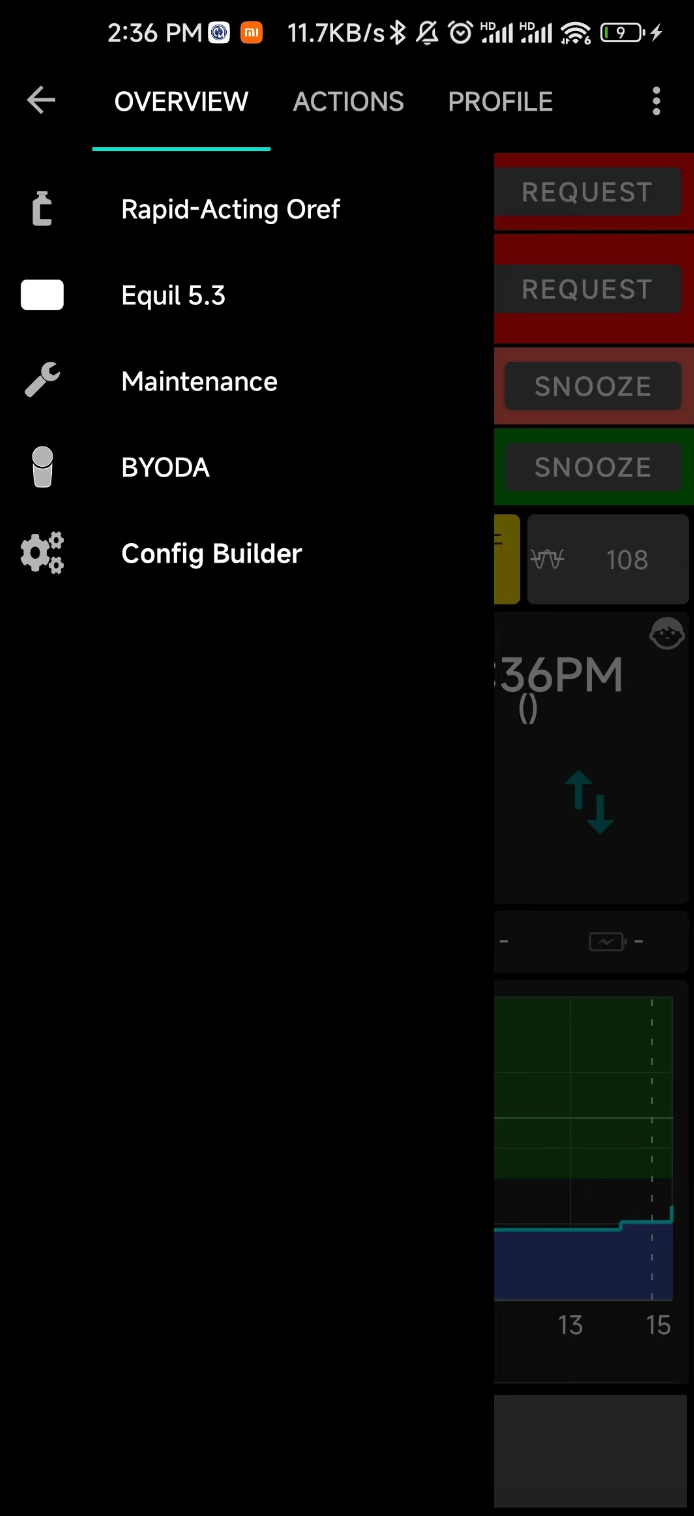 2:36 PM 11.7KB/s HD HD 6 9
OVERVIEW ACTIONS PROFILE
Rapid-Acting Oref
Equil 5.3
Maintenance
BYODA
Config Builder
REQUEST
REQUEST
SNOOZE
SNOOZE
108
:36PM
()
- -
13 15